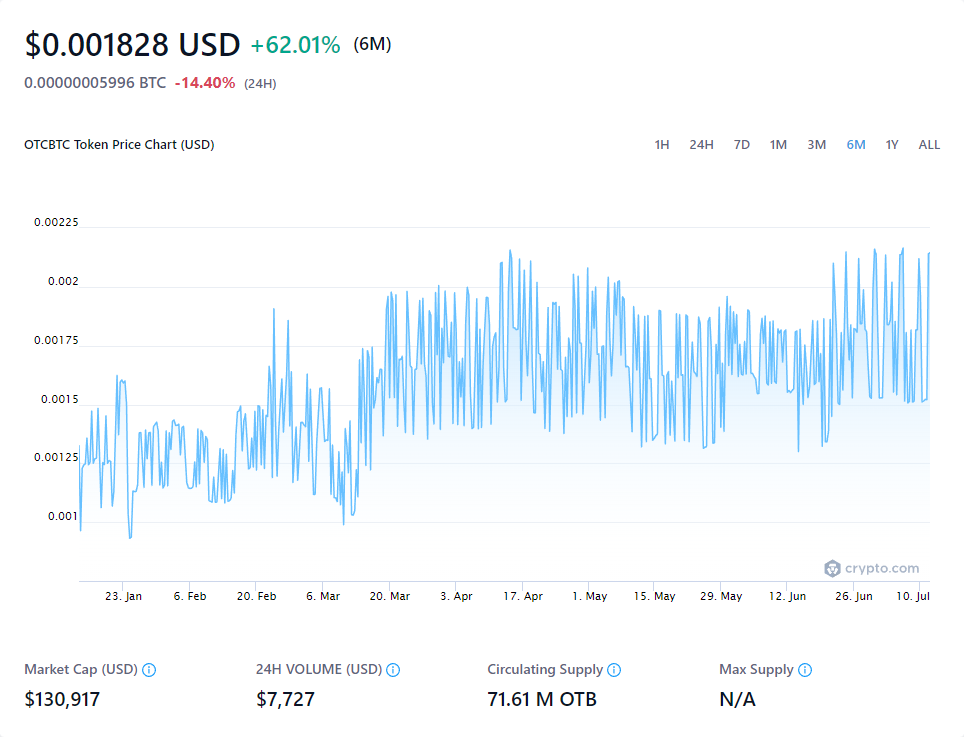 $0.001828 USD +62.01% (6M)
0.00000005996 BTC -14.40% (24H)
OTCBTC Token Price Chart (USD) 1H 24H 7D 1M 3M 6M 1Y ALL
0.00225
0.002
0.00175
0.0015
0.00125
0.001
crypto.com
23. Jan 6. Feb 20. Feb 6. Mar 20. Mar 3. Apr 17. Apr 1. May 15. May 29. May 12. Jun 26. Jun 10. Jul
Market Cap (USD) 24H VOLUME (USD) Circulating Supply Max Supply
$130,917 $7,727 71.61 M OTB N/A